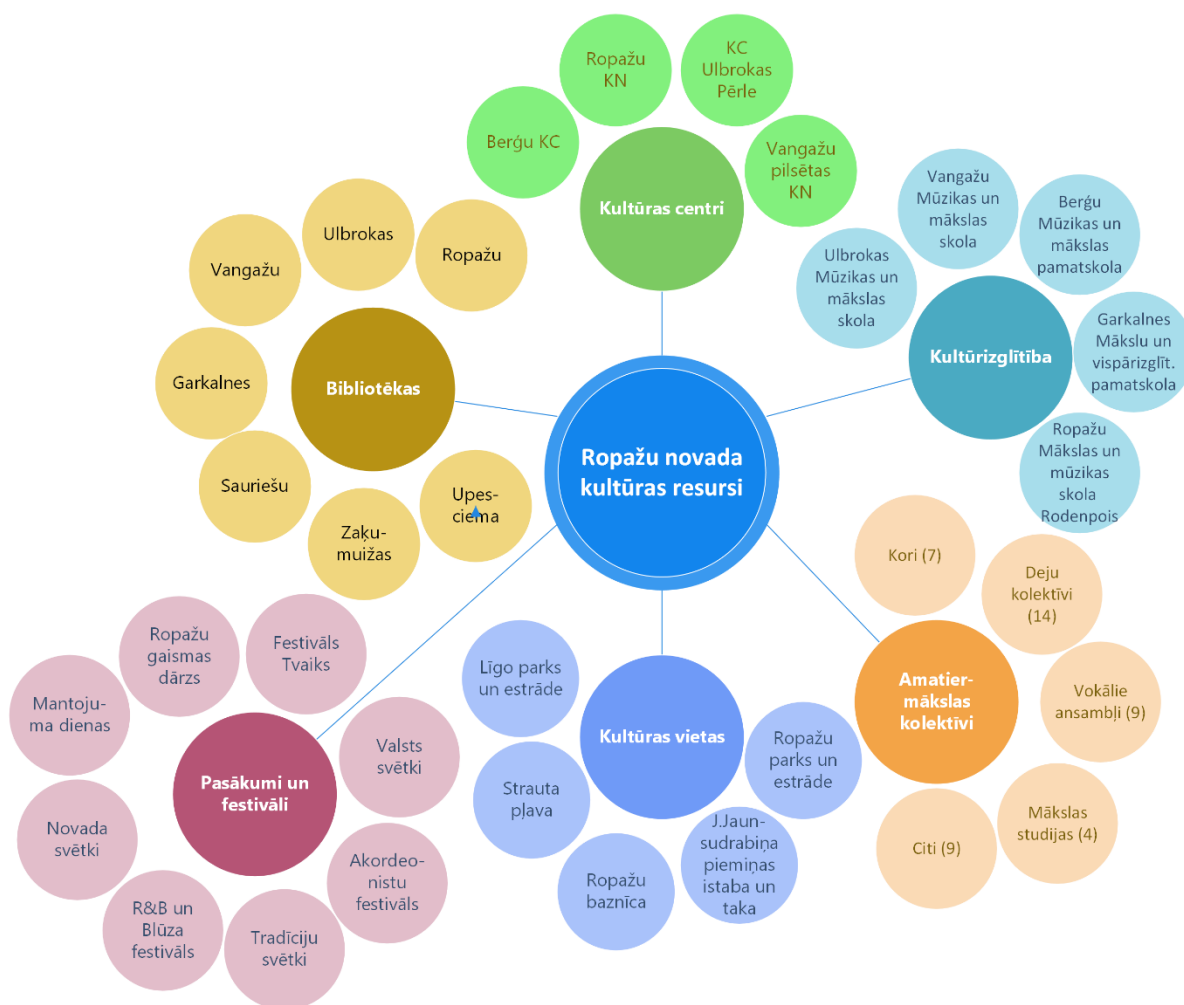 Ropažu novada
kultūras resursi
Kultūras centri
Berģu KC
Ropažu
KN
KC
Ulbrokas
Pērle
Vangažu
pilsētas
KN
Kultūrizglītība
Ulbrokas
Mūzikas un
mākslas
skola
Vangažu
Mūzikas un
mākslas
skola
Berģu
Mūzikas un
mākslas
pamatskola
Garkalnes
Mākslu un
vispārizglīt.
pamatskola
Ropažu
Mākslas un
mūzikas
skola
Rodenpois
Amatier-
mākslas
kolektīvi
Kori (7)
Deju
kolektīvi
(14)
Vokālie
ansambļi (9)
Mākslas
studijas (4)
Citi (9)
Kultūras vietas
Līgo parks
un estrāde
Strauta
pļava
Ropažu
baznīca
J.Jaun-
sudrabiņa
piemiņas
istaba un
taka
Ropažu
parks un
estrāde
Pasākumi un
festivāli
Festivāls
Tvaiks
Ropažu
gaismas
dārzs
Mantoju-
ma dienas
Novada
svētki
R&B un
Blūza
festivāls
Tradīciju
svētki
Akordeo-
nistu
festivāls
Valsts
svētki
Bibliotēkas
Ropažu
Ulbrokas
Vangažu
Garkalnes
Sauriešu
Zaķu-
muižas
Upes-
ciema